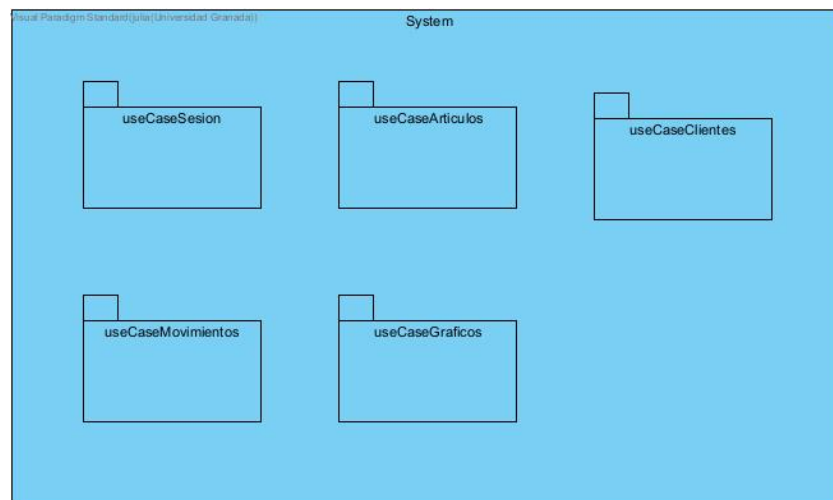 Visual Paradigm Standard(julia(Universidad Granada))
System
useCaseSesion
useCaseArticulos
useCaseClientes
useCaseMovimientos
useCaseGraficos